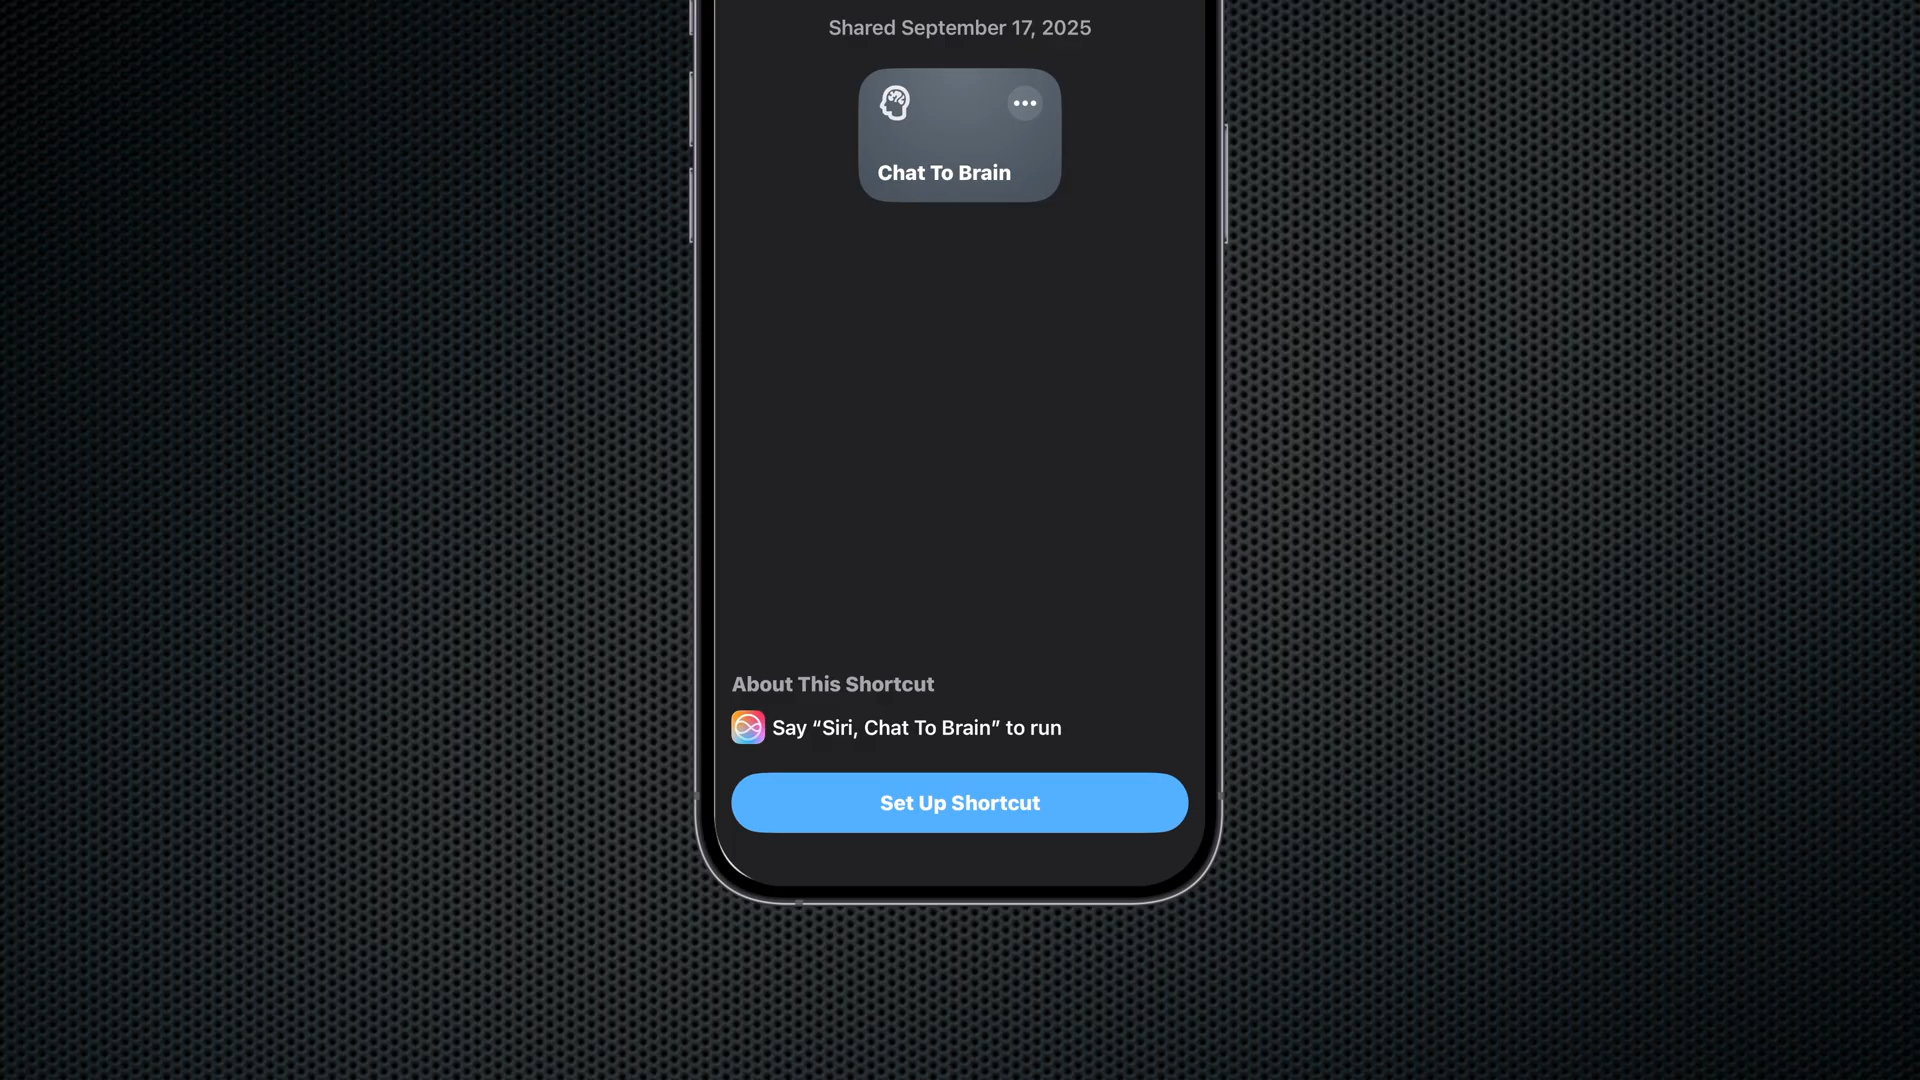 Shared September 17, 2025
Chat To Brain
About This Shortcut
Say “Siri, Chat To Brain” to run
Set Up Shortcut